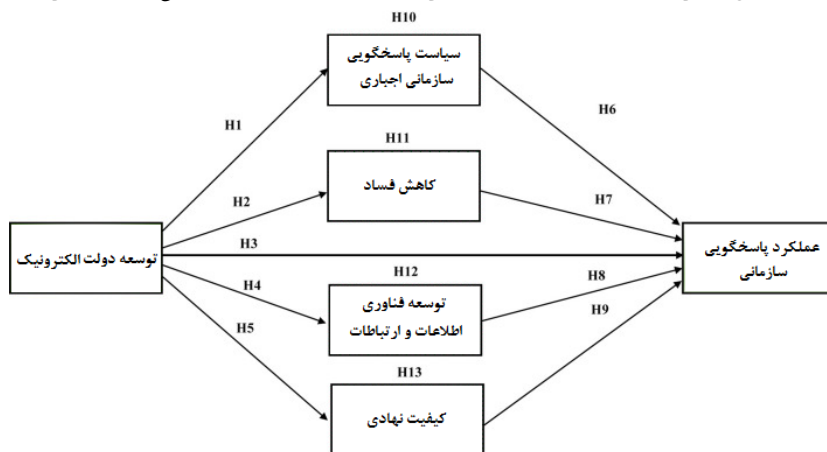 H10
سیاست پاسخگویی
سازمانی اجباری
H1
H6
H11
کاهش فساد
H2
H7
توسعه دولت الکترونیک
H3
عملکرد پاسخگویی
سازمانی
H12
H4
H8
توسعه فناوری
اطلاعات و ارتباطات
H5
H9
H13
کیفیت نهادی